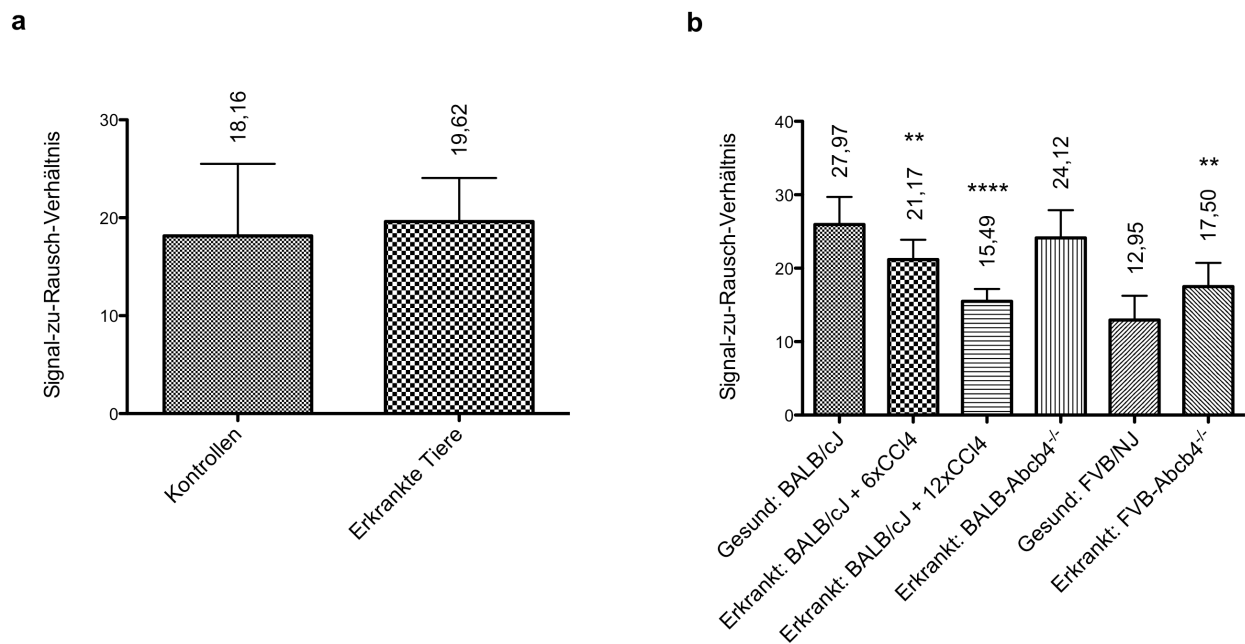 a
Signal-zu-Rausch-Verhältnis
30
20
10
0
18,16
19,62
Kontrollen
Erkrankte Tiere
b
Signal-zu-Rausch-Verhältnis
40
30
20
10
0
27,97
**
21,17
****
15,49
24,12
12,95
**
17,50
Gesund: BALB/cJ
Erkrankt: BALB/cJ + 6xCCl4
Erkrankt: BALB/cJ + 12xCCl4
Erkrankt: BALB-Abcb4⁻/⁻
Gesund: FVB/NJ
Erkrankt: FVB-Abcb4⁻/⁻